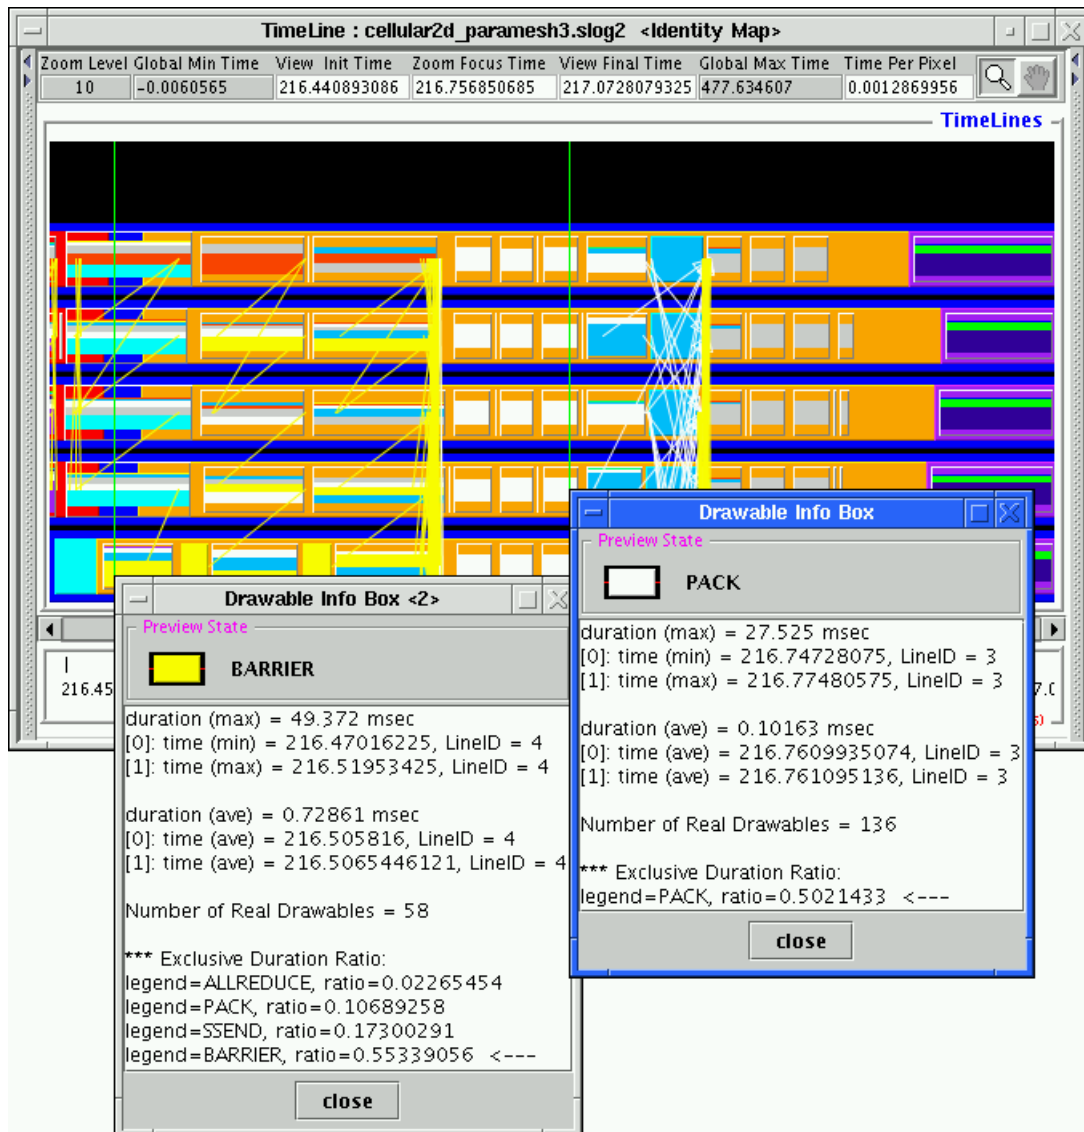 TimeLine : cellular2d_paramesh3.slog2 <Identity Map>
Zoom Level Global Min Time View Init Time Zoom Focus Time View Final Time Global Max Time Time Per Pixel
10 -0.0060565 216.440893086 216.756850685 217.0728079325 477.634607 0.0012869956
TimeLines
216.45
Drawable Info Box
Preview State
PACK
duration (max) = 27.525 msec
[0]: time (min) = 216.74728075, LineID = 3
[1]: time (max) = 216.77480575, LineID = 3
duration (ave) = 0.10163 msec
[0]: time (ave) = 216.7609935074, LineID = 3
[1]: time (ave) = 216.761095136, LineID = 3
Number of Real Drawables = 136
*** Exclusive Duration Ratio:
legend=PACK, ratio=0.5021433 <---
close
Drawable Info Box <2>
Preview State
BARRIER
duration (max) = 49.372 msec
[0]: time (min) = 216.47016225, LineID = 4
[1]: time (max) = 216.51953425, LineID = 4
duration (ave) = 0.72861 msec
[0]: time (ave) = 216.505816, LineID = 4
[1]: time (ave) = 216.5065446121, LineID = 4
Number of Real Drawables = 58
*** Exclusive Duration Ratio:
legend=ALLREDUCE, ratio=0.02265454
legend=PACK, ratio=0.10689258
legend=SSEND, ratio=0.17300291
legend=BARRIER, ratio=0.55339056 <---
close